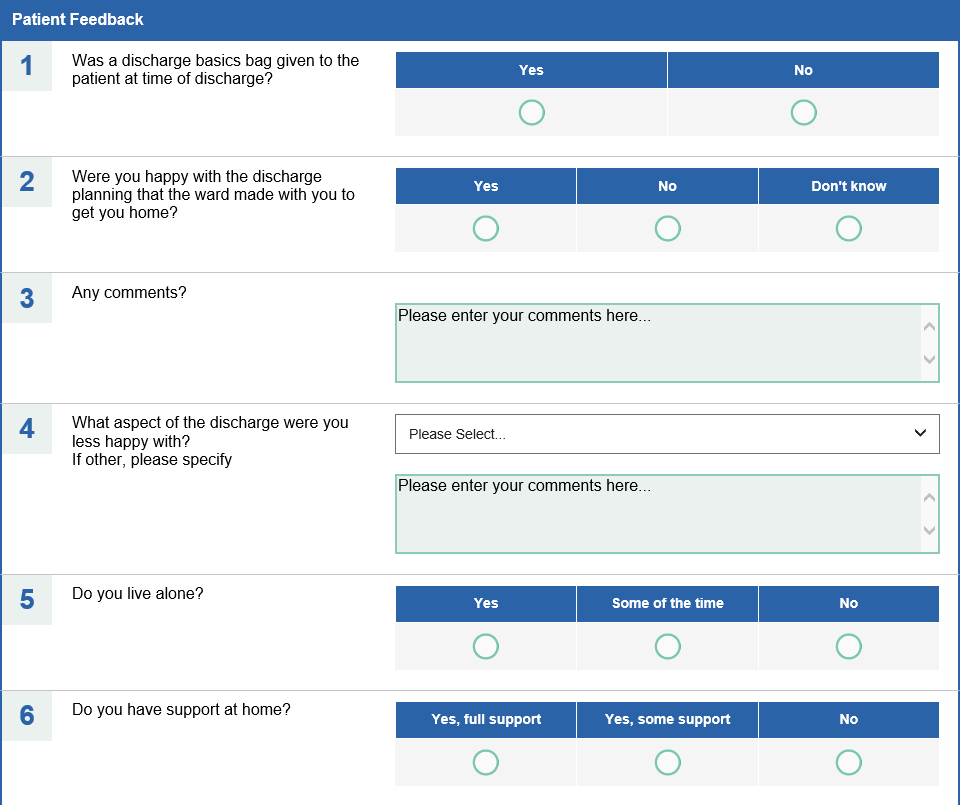 Patient Feedback
1
Was a discharge basics bag given to the
patient at time of discharge?
Yes
No
2
Were you happy with the discharge
planning that the ward made with you to
get you home?
Yes
No
Don't know
3
Any comments?
Please enter your comments here...
4
What aspect of the discharge were you
less happy with?
If other, please specify
Please Select...
Please enter your comments here...
5
Do you live alone?
Yes
Some of the time
No
6
Do you have support at home?
Yes, full support
Yes, some support
No